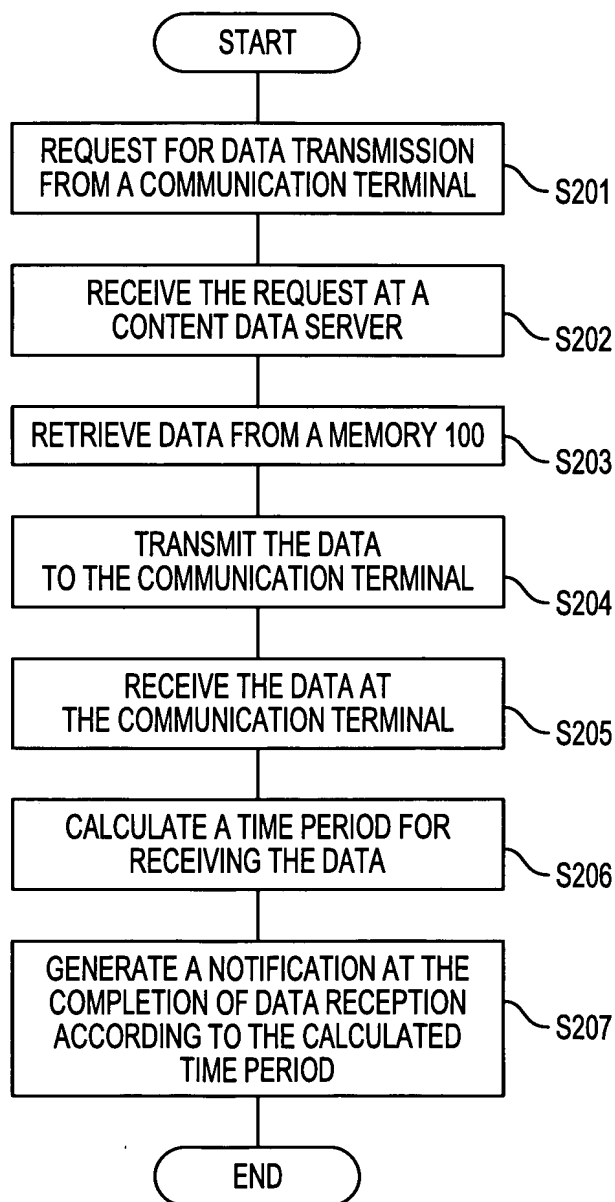 START
REQUEST FOR DATA TRANSMISSION
FROM A COMMUNICATION TERMINAL
S201
RECEIVE THE REQUEST AT A
CONTENT DATA SERVER
S202
RETRIEVE DATA FROM A MEMORY 100
S203
TRANSMIT THE DATA
TO THE COMMUNICATION TERMINAL
S204
RECEIVE THE DATA AT
THE COMMUNICATION TERMINAL
S205
CALCULATE A TIME PERIOD FOR
RECEIVING THE DATA
S206
GENERATE A NOTIFICATION AT THE
COMPLETION OF DATA RECEPTION
ACCORDING TO THE CALCULATED
TIME PERIOD
S207
END